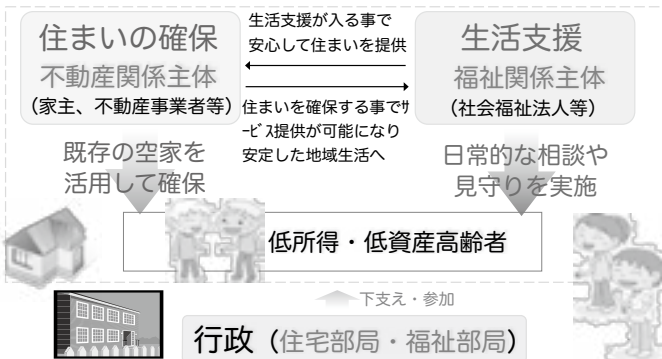 住まいの確保
不動産関係主体
（家主、不動産事業者等）
生活支援が入る事で
安心して住まいを提供
住まいを確保する事でｻ
ｰﾋﾞｽ提供が可能になり
安定した地域生活へ
生活支援
福祉関係主体
（社会福祉法人等）
既存の空家を
活用して確保
日常的な相談や
見守りを実施
低所得・低資産高齢者
下支え・参加
行政（住宅部局・福祉部局）